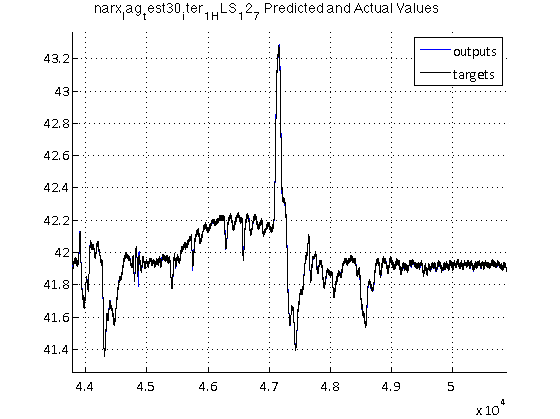 narxlagtest30iter1HLS127 Predicted and Actual Values
outputs
targets
43.2
43
42.8
42.6
42.4
42.2
42
41.8
41.6
41.4
4.4 4.5 4.6 4.7 4.8 4.9 5
x 10^4